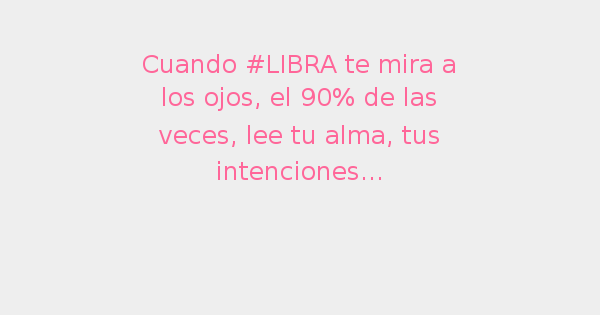 Cuando #LIBRA te mira a
los ojos, el 90% de las
veces, lee tu alma, tus
intenciones...